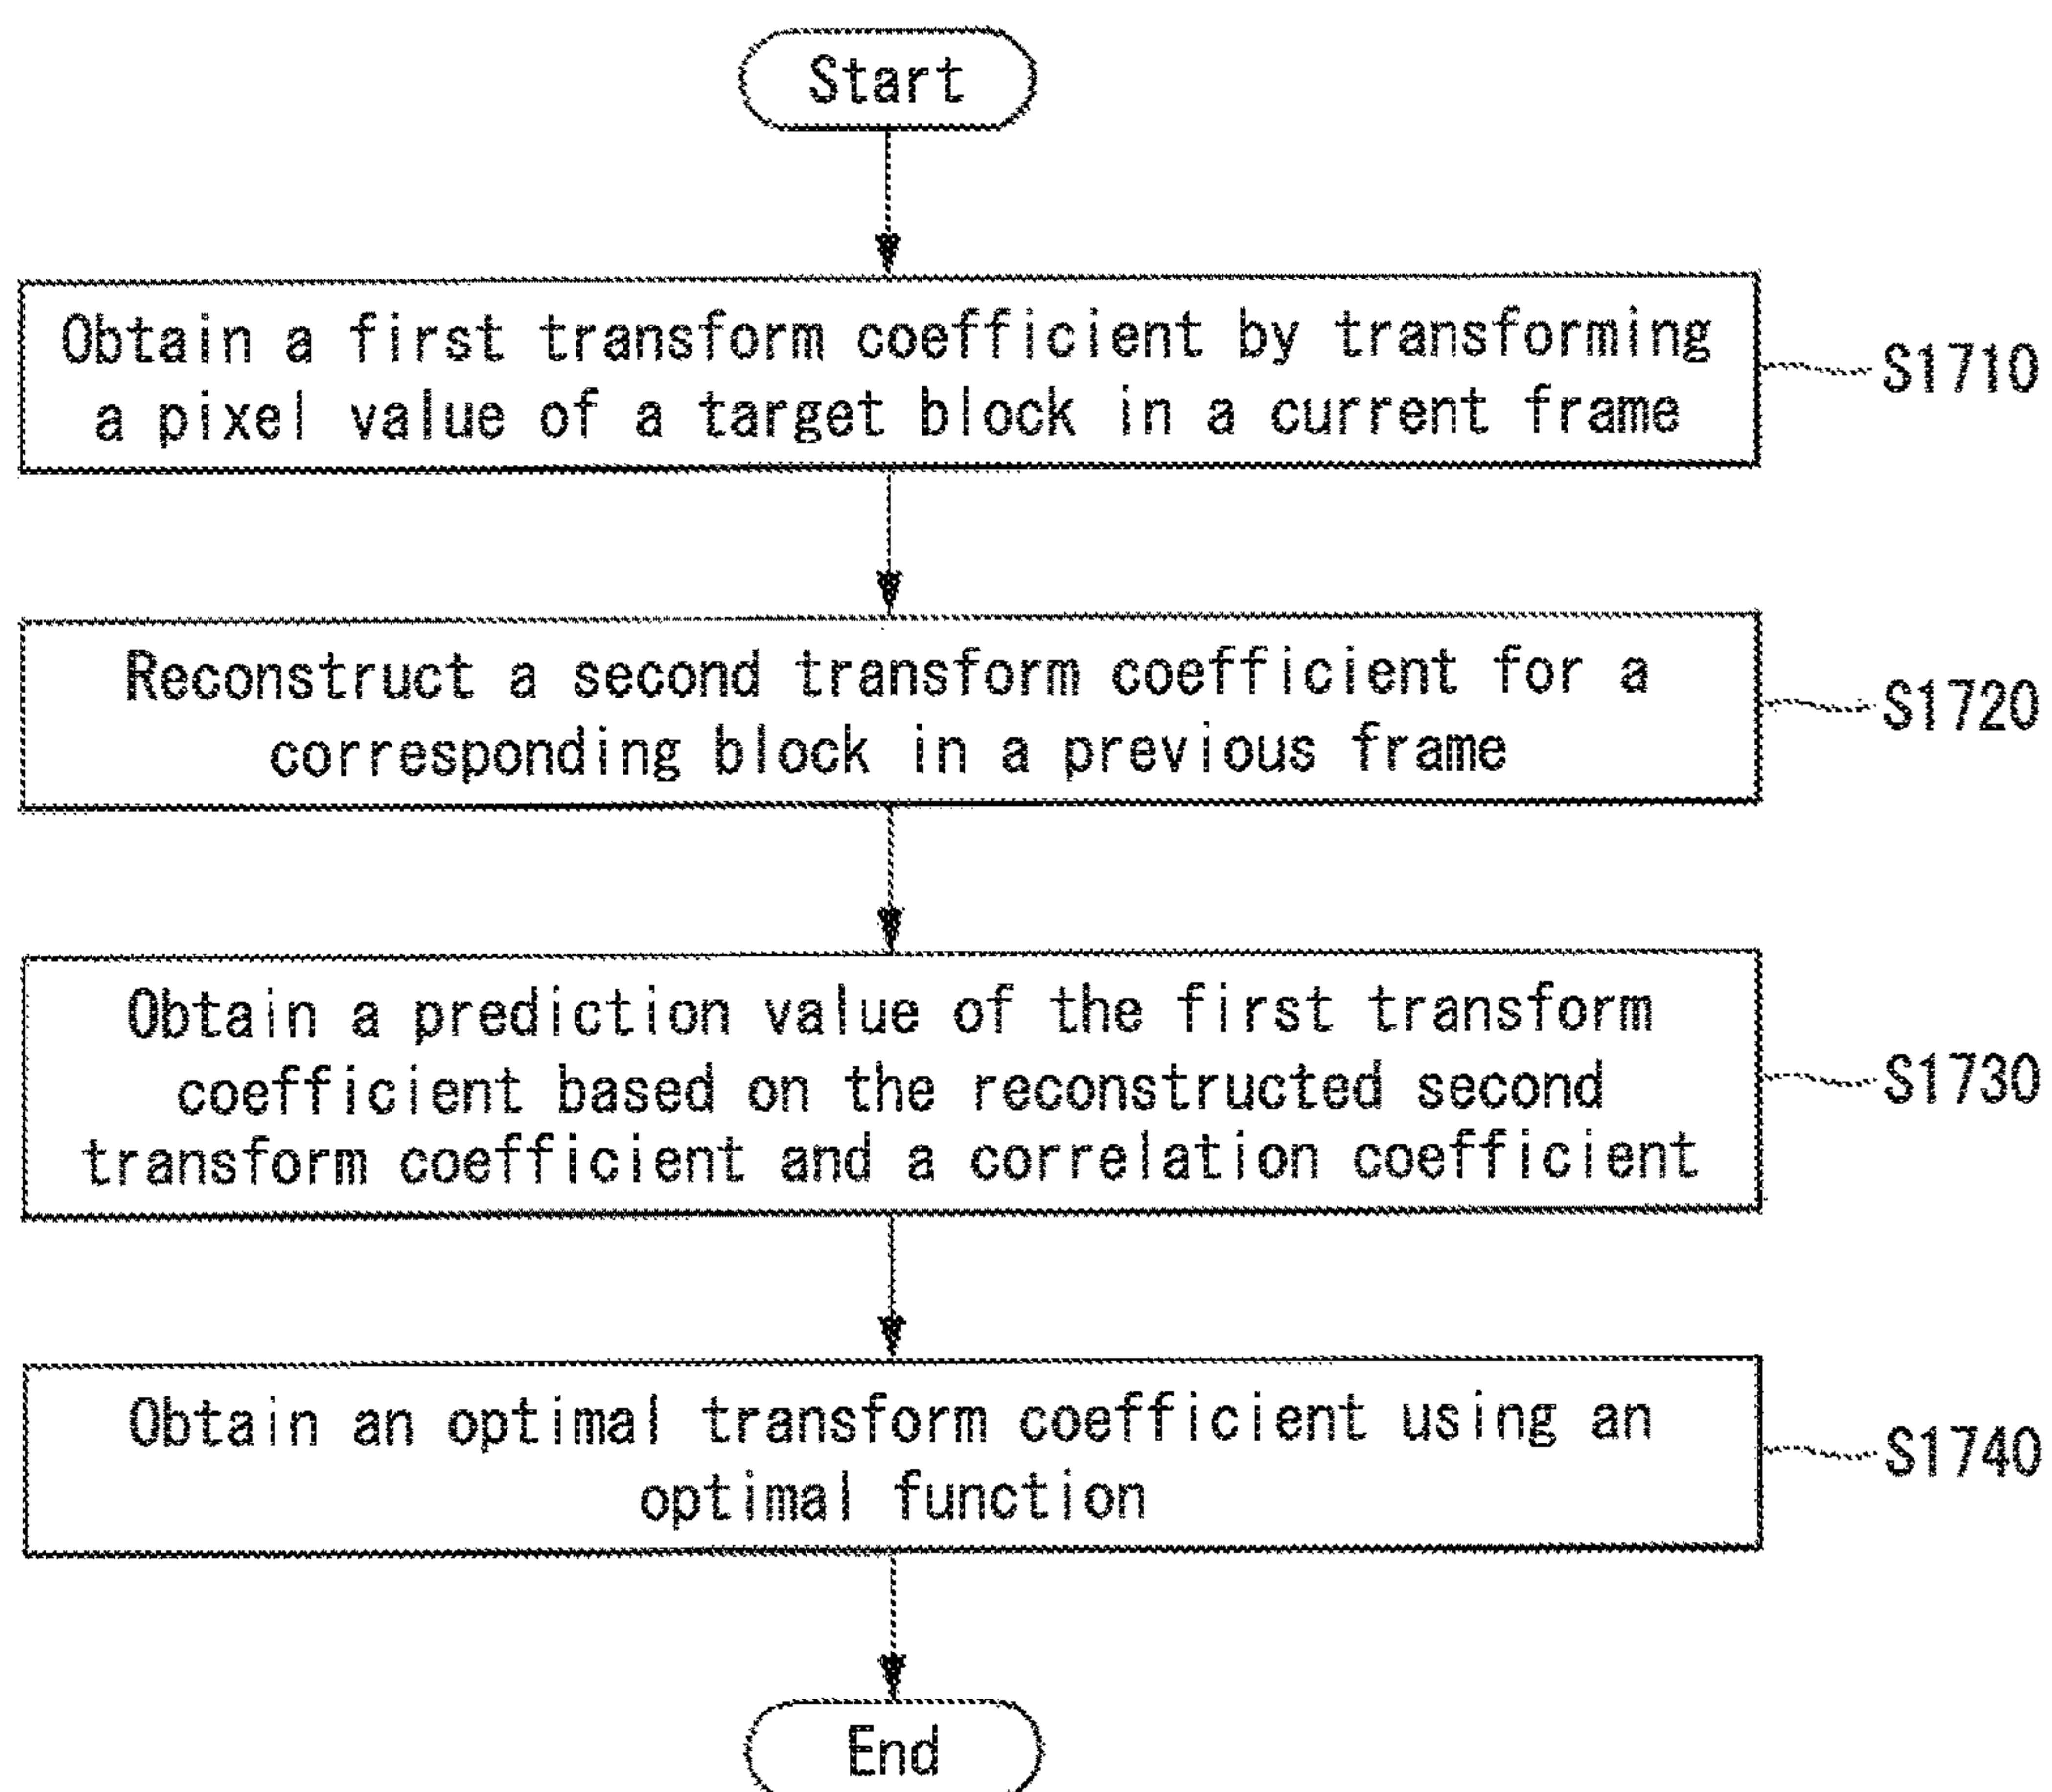 Start
Obtain a first transform coefficient by transforming
a pixel value of a target block in a current frame
S1710
Reconstruct a second transform coefficient for a
corresponding block in a previous frame
S1720
Obtain a prediction value of the first transform
coefficient based on the reconstructed second
transform coefficient and a correlation coefficient
S1730
Obtain an optimal transform coefficient using an
optimal function
S1740
End